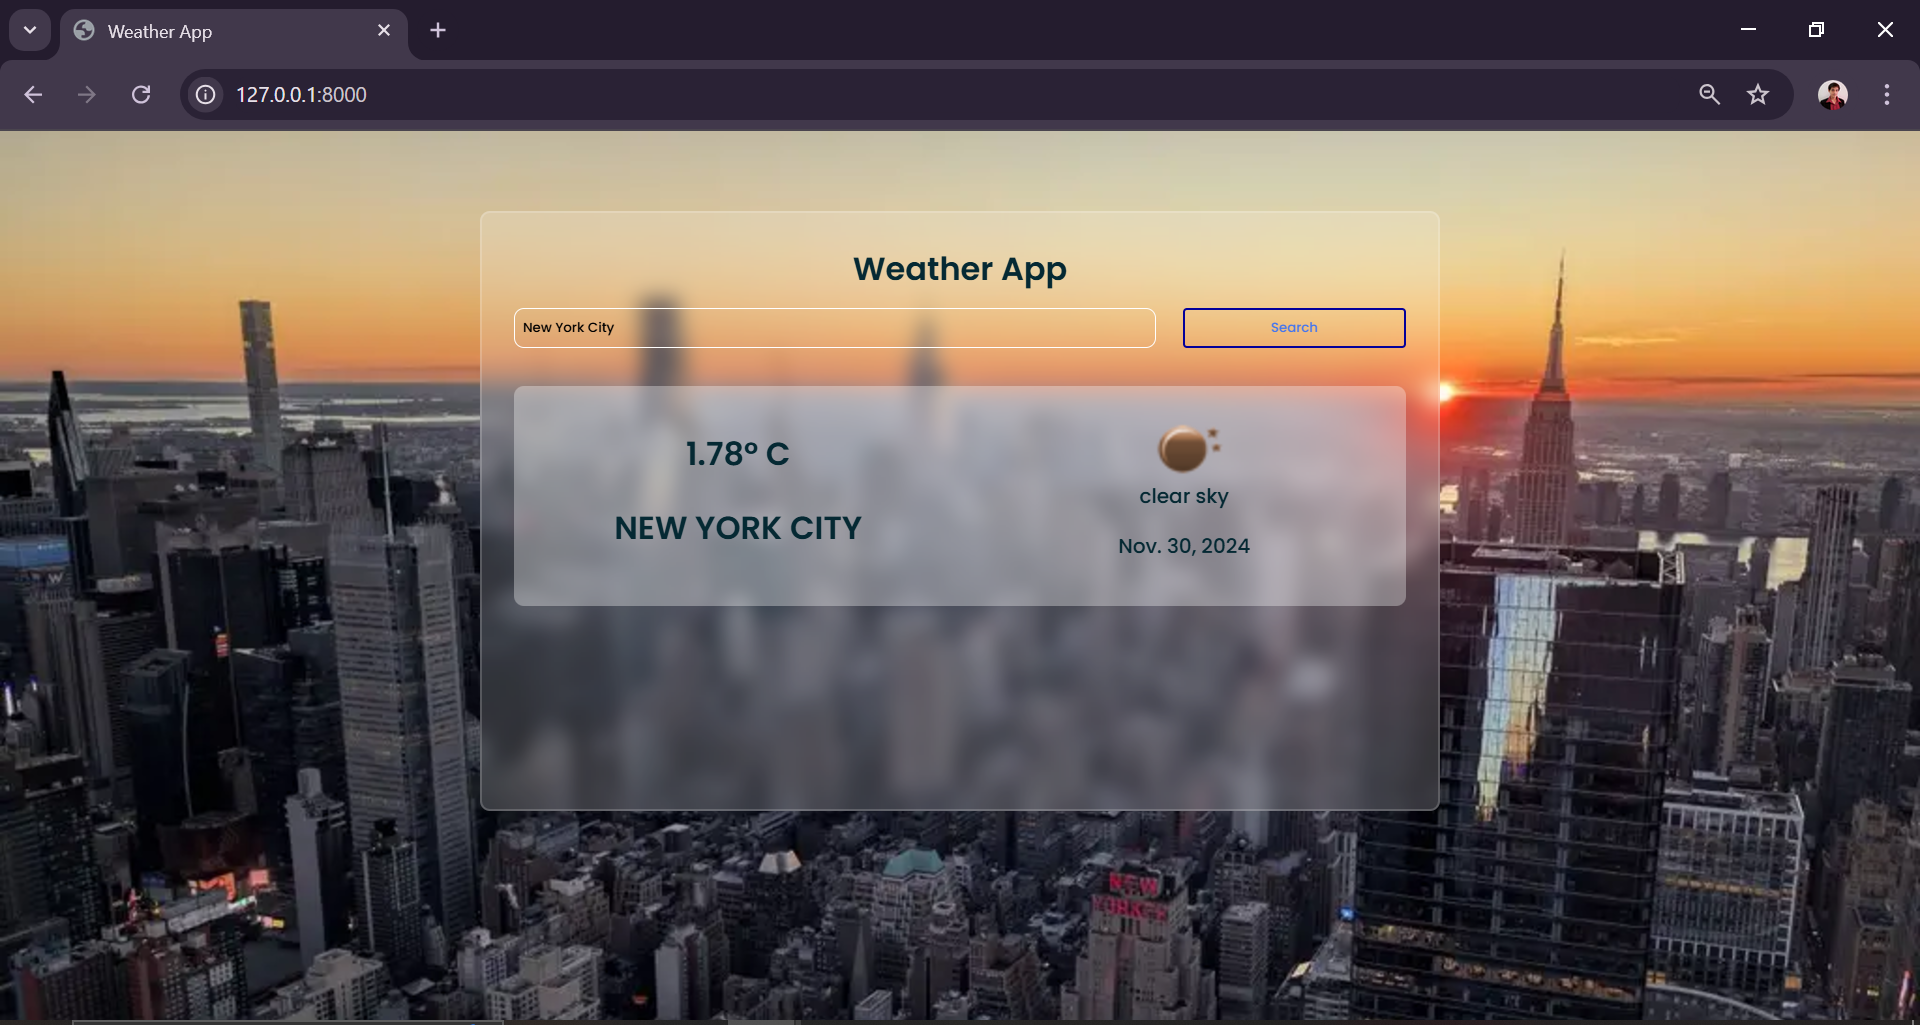 Weather App
127.0.0.1:8000
Weather App
New York City
Search
1.78° C
NEW YORK CITY
clear sky
Nov. 30, 2024
NEW
YORKER